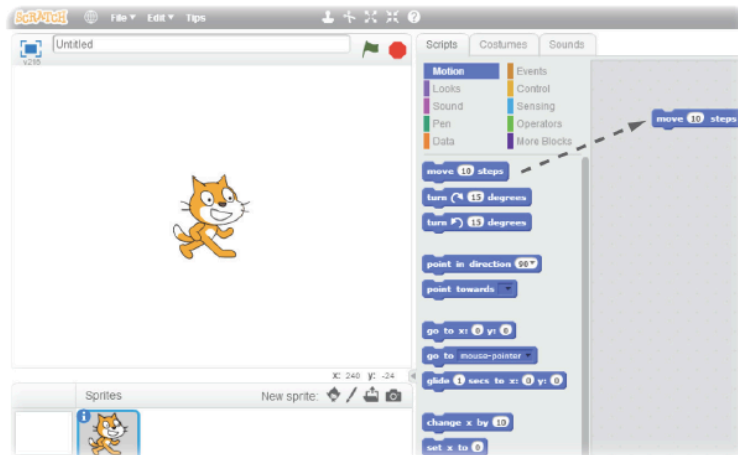 SCRATCH File Edit Tips
Untitled
v216
Scripts Costumes Sounds
Motion Events
Looks Control
Sound Sensing
Pen Operators
Data More Blocks
move 10 steps
move 10 steps
turn 15 degrees
turn 15 degrees
point in direction 90
point towards
go to x: 0 y: 0
go to mouse-pointer
glide 1 secs to x: 0 y: 0
change x by 10
set x to 0
X: 240 y: -24
Sprites New sprite: